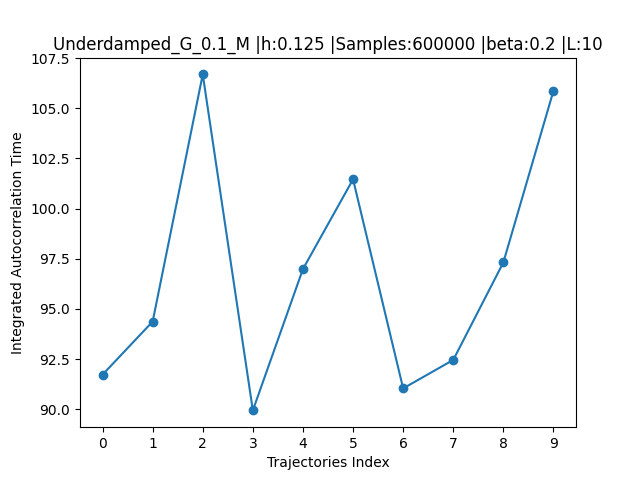 Underdamped_G_0.1_M |h:0.125 |Samples:600000 |beta:0.2 |L:10
107.5
105.0
102.5
100.0
97.5
95.0
92.5
90.0
Integrated Autocorrelation Time
0 1 2 3 4 5 6 7 8 9
Trajectories Index